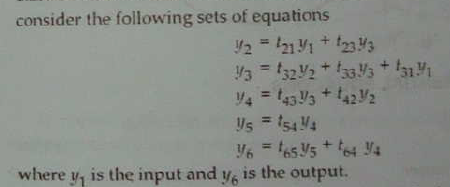 consider the following sets of equations
y₂ = t₂₁y₁ + t₂₃y₃
y₃ = t₃₂y₂ + t₃₃y₃ + t₃₁y₁
y₄ = t₄₃y₃ + t₄₂y₂
y₅ = t₅₄y₄
y₆ = t₆₅y₅ + t₆₄ y₄
where y₁ is the input and y₆ is the output.